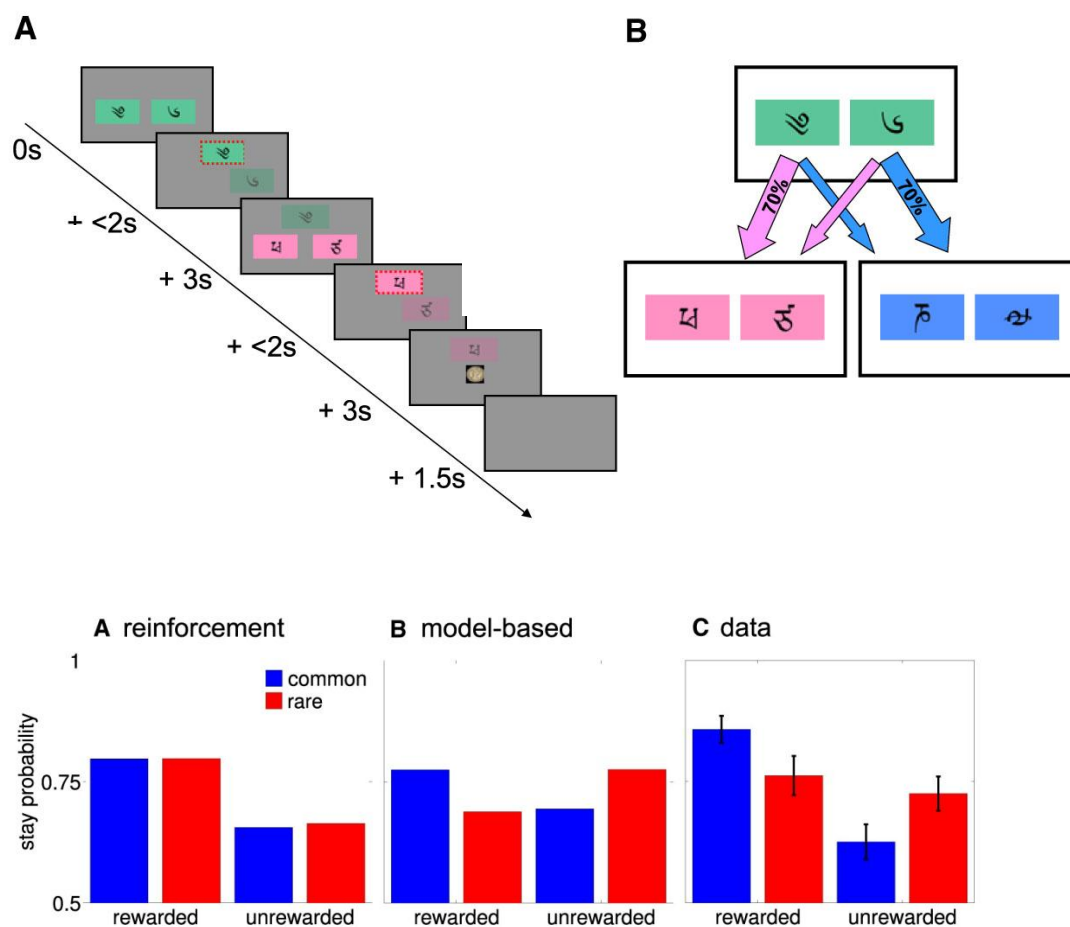 A
B
0s
+ <2s
+ 3s
+ <2s
+ 3s
+ 1.5s
70%
70%
A reinforcement
B model-based
C data
common
rare
stay probability
1
0.75
0.5
rewarded unrewarded
rewarded unrewarded
rewarded unrewarded